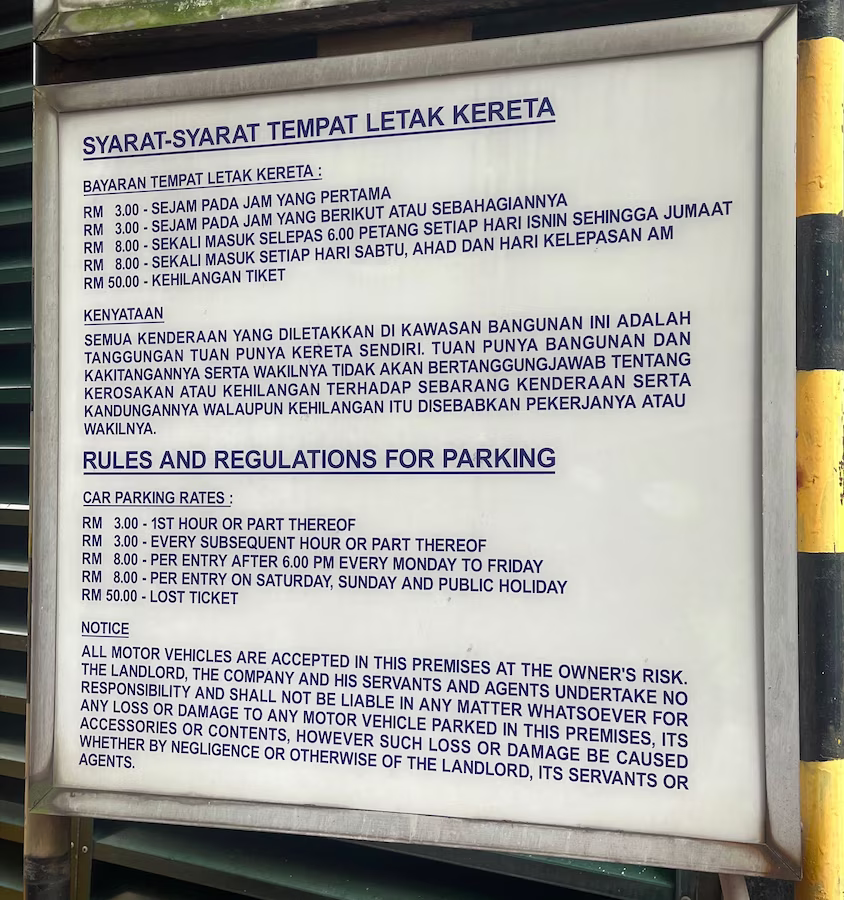 SYARAT-SYARAT TEMPAT LETAK KERETA
BAYARAN TEMPAT LETAK KERETA :
RM 3.00 - SEJAM PADA JAM YANG PERTAMA
RM 3.00 - SEJAM PADA JAM YANG BERIKUT ATAU SEBAHAGIANNYA
RM 8.00 - SEKALI MASUK SELEPAS 6.00 PETANG SETIAP HARI ISNIN SEHINGGA JUMAAT
RM 8.00 - SEKALI MASUK SETIAP HARI SABTU, AHAD DAN HARI KELEPASAN AM
RM 50.00 - KEHILANGAN TIKET
KENYATAAN
SEMUA KENDERAAN YANG DILETAKKAN DI KAWASAN BANGUNAN INI ADALAH
TANGGUNGAN TUAN PUNYA KERETA SENDIRI. TUAN PUNYA BANGUNAN DAN
KAKITANGANNYA SERTA WAKILNYA TIDAK AKAN BERTANGGUNGJAWAB TENTANG
KEROSAKAN ATAU KEHILANGAN TERHADAP SEBARANG KENDERAAN SERTA
KANDUNGANNYA WALAUPUN KEHILANGAN ITU DISEBABKAN PEKERJANYA ATAU
WAKILNYA.
RULES AND REGULATIONS FOR PARKING
CAR PARKING RATES :
RM 3.00 - 1ST HOUR OR PART THEREOF
RM 3.00 - EVERY SUBSEQUENT HOUR OR PART THEREOF
RM 8.00 - PER ENTRY AFTER 6.00 PM EVERY MONDAY TO FRIDAY
RM 8.00 - PER ENTRY ON SATURDAY, SUNDAY AND PUBLIC HOLIDAY
RM 50.00 - LOST TICKET
NOTICE
ALL MOTOR VEHICLES ARE ACCEPTED IN THIS PREMISES AT THE OWNER'S RISK.
THE LANDLORD, THE COMPANY AND HIS SERVANTS AND AGENTS UNDERTAKE NO
RESPONSIBILITY AND SHALL NOT BE LIABLE IN ANY MATTER WHATSOEVER FOR
ANY LOSS OR DAMAGE TO ANY MOTOR VEHICLE PARKED IN THIS PREMISES, ITS
ACCESSORIES OR CONTENTS, HOWEVER SUCH LOSS OR DAMAGE BE CAUSED
WHETHER BY NEGLIGENCE OR OTHERWISE OF THE LANDLORD, ITS SERVANTS OR
AGENTS.